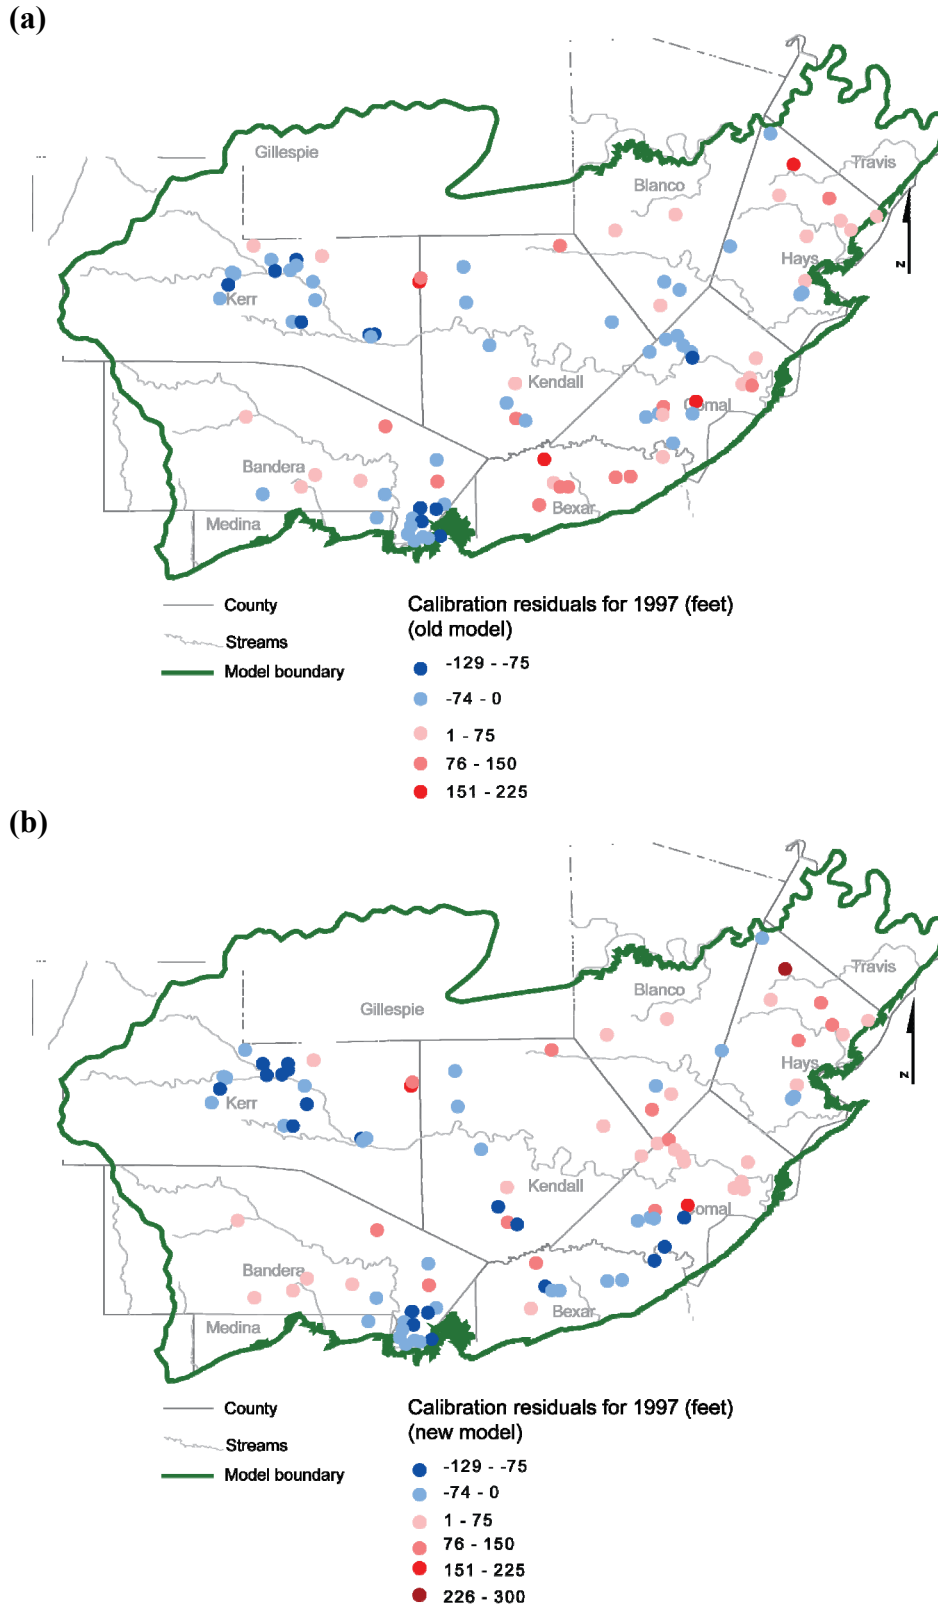 (a)
Gillespie
Travis
Blanco
Hays
z
Kerr
Kendall
Comal
Bandera
Medina
Bexar
County
Streams
Model boundary
Calibration residuals for 1997 (feet)
(old model)
-129 - -75
-74 - 0
1 - 75
76 - 150
151 - 225
(b)
Travis
Blanco
Gillespie
Hays
z
Kerr
Kendall
Comal
Bandera
Medina
Bexar
County
Streams
Model boundary
Calibration residuals for 1997 (feet)
(new model)
-129 - -75
-74 - 0
1 - 75
76 - 150
151 - 225
226 - 300